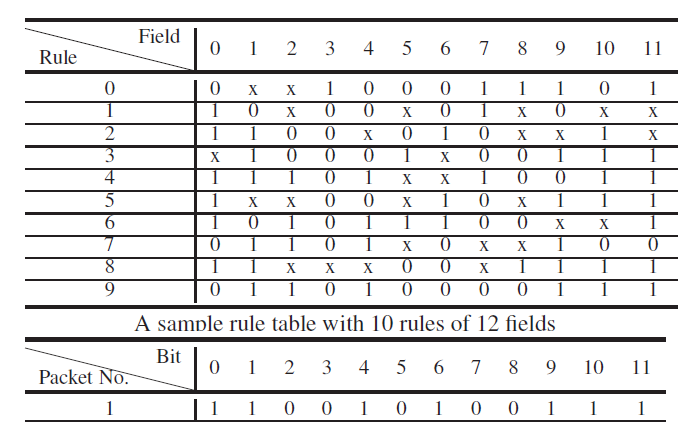 Field 0 1 2 3 4 5 6 7 8 9 10 11
Rule
0 0 x x 1 0 0 0 1 1 1 0 1
1 1 0 x 0 0 x 0 1 x 0 x x
2 1 1 0 0 x 0 1 0 x x 1 x
3 x 1 0 0 0 1 x 0 0 1 1 1
4 1 1 1 0 1 x x 1 0 0 1 1
5 1 x x 0 0 x 1 0 x 1 1 1
6 1 0 1 0 1 1 1 0 0 x x 1
7 0 1 1 0 1 x 0 x x 1 0 0
8 1 1 x x x 0 0 x 1 1 1 1
9 0 1 1 0 1 0 0 0 0 1 1 1
A sample rule table with 10 rules of 12 fields
Bit 0 1 2 3 4 5 6 7 8 9 10 11
Packet No.
1 1 1 0 0 1 0 1 0 0 1 1 1